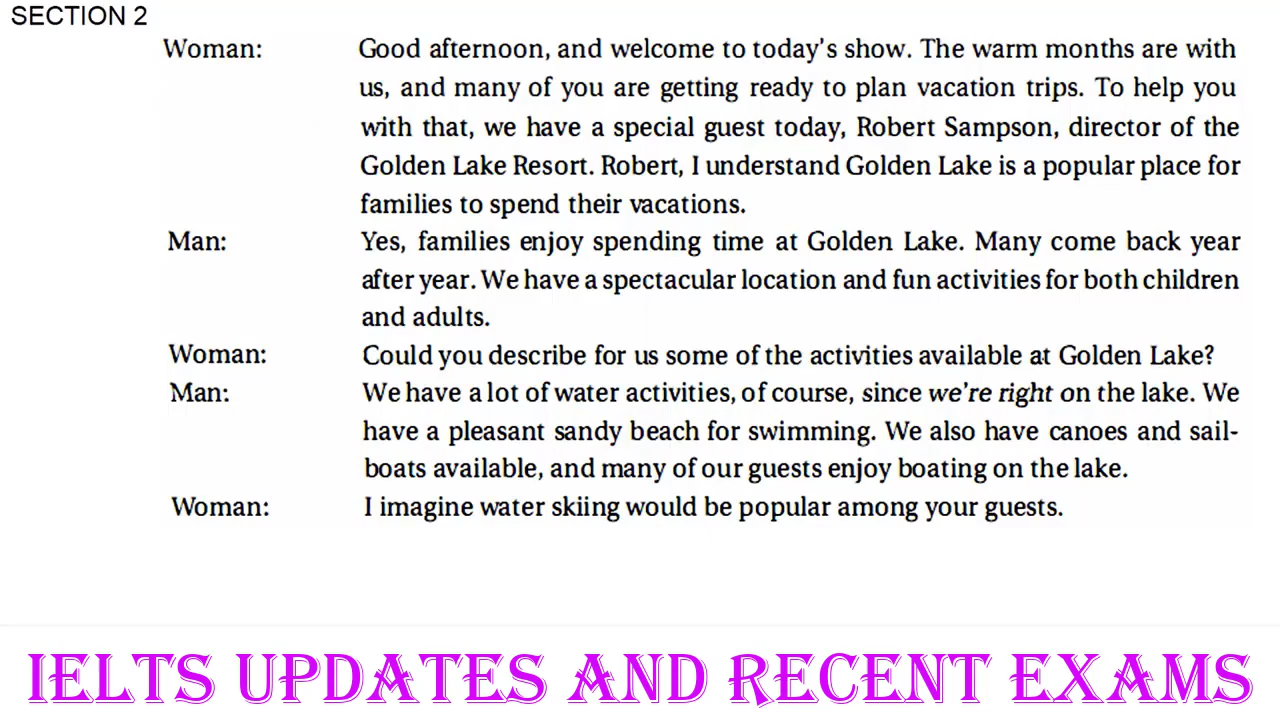 SECTION 2
Woman: Good afternoon, and welcome to today's show. The warm months are with
us, and many of you are getting ready to plan vacation trips. To help you
with that, we have a special guest today, Robert Sampson, director of the
Golden Lake Resort. Robert, I understand Golden Lake is a popular place for
families to spend their vacations.
Man: Yes, families enjoy spending time at Golden Lake. Many come back year
after year. We have a spectacular location and fun activities for both children
and adults.
Woman: Could you describe for us some of the activities available at Golden Lake?
Man: We have a lot of water activities, of course, since we're right on the lake. We
have a pleasant sandy beach for swimming. We also have canoes and sail-
boats available, and many of our guests enjoy boating on the lake.
Woman: I imagine water skiing would be popular among your guests.
IELTS UPDATES AND RECENT EXAMS